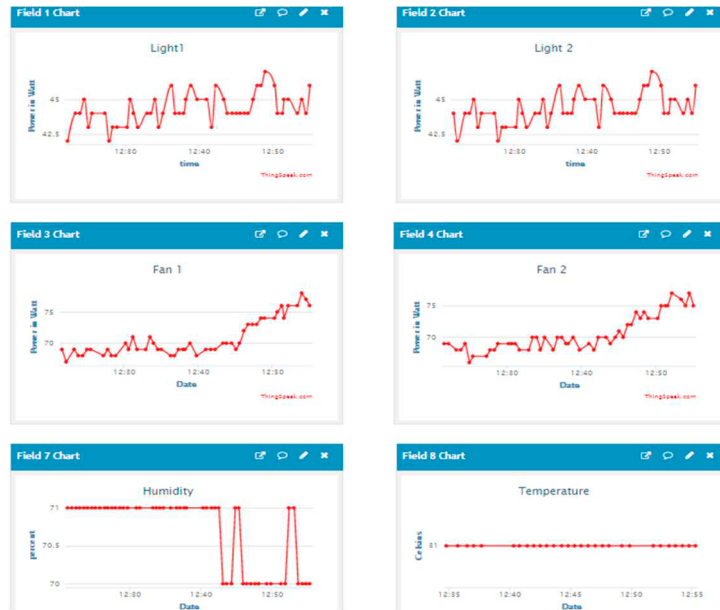 Field 1 Chart
Field 2 Chart
Light1
Light 2
Power in Watt
45
42.5
12:30
12:40
12:50
time
ThingSpeak.com
Power in Watt
45
42.5
12:30
12:40
12:50
time
ThingSpeak.com
Field 3 Chart
Field 4 Chart
Fan 1
Fan 2
Power in Watt
75
70
12:30
12:40
12:50
Date
ThingSpeak.com
Power in Watt
75
70
12:30
12:40
12:50
Date
ThingSpeak.com
Field 7 Chart
Field 8 Chart
Humidity
Temperature
percent
71
70.5
70
12:30
12:40
12:50
Date
Celsius
31
12:35
12:40
12:45
12:50
12:55
Date